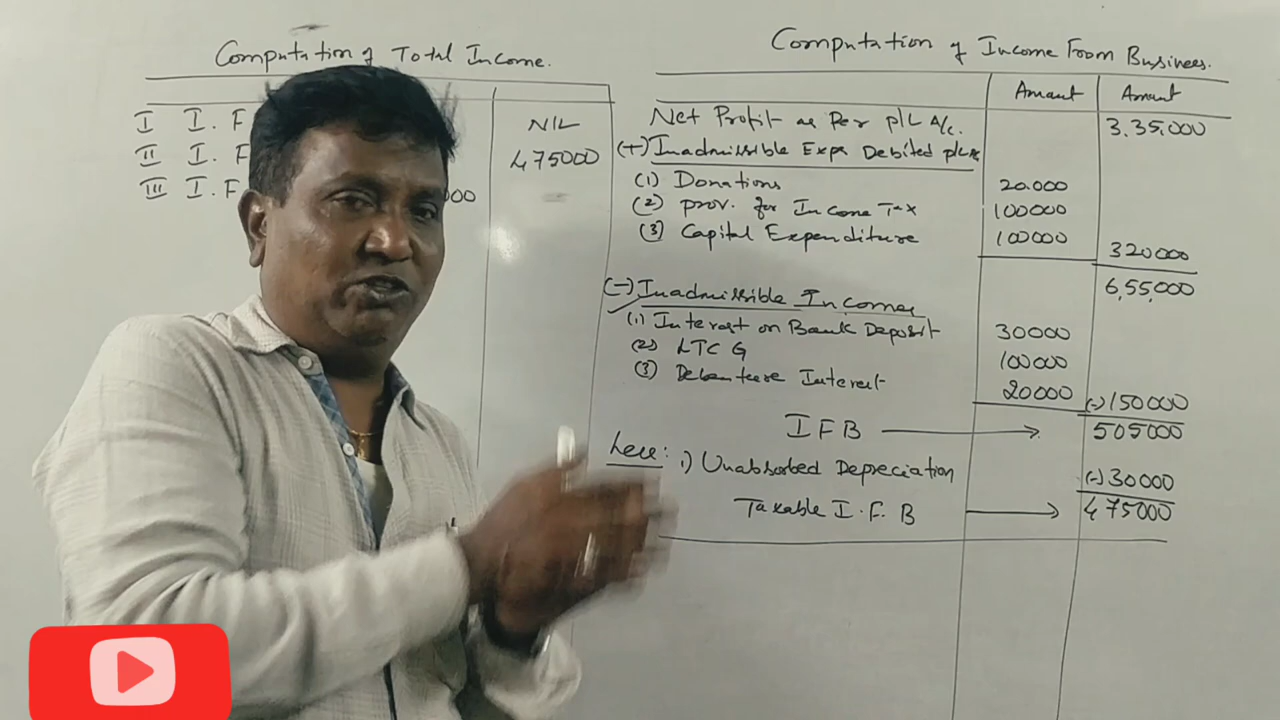 Computation of Total Income.
I I. F NIL
II I. F 475000
III I. F 000
Computation of Income From Business.
Amount Amount
Net Profit as Per P/L A/c. 3,35,000
(+) Inadmissible Exps Debited P/L A/c
(1) Donations 20,000
(2) Prov. for Income Tax 100000
(3) Capital Expenditure 100000 320000
6,55,000
(-) Inadmissible Incomes
(1) Interest on Bank Deposit 30000
(2) LTCG 100000
(3) Debenture Interest 20000 (-) 150000
IFB → 505000
Less: 1) Unabsorbed Depreciation (-) 30000
Taxable I.F.B → 475000